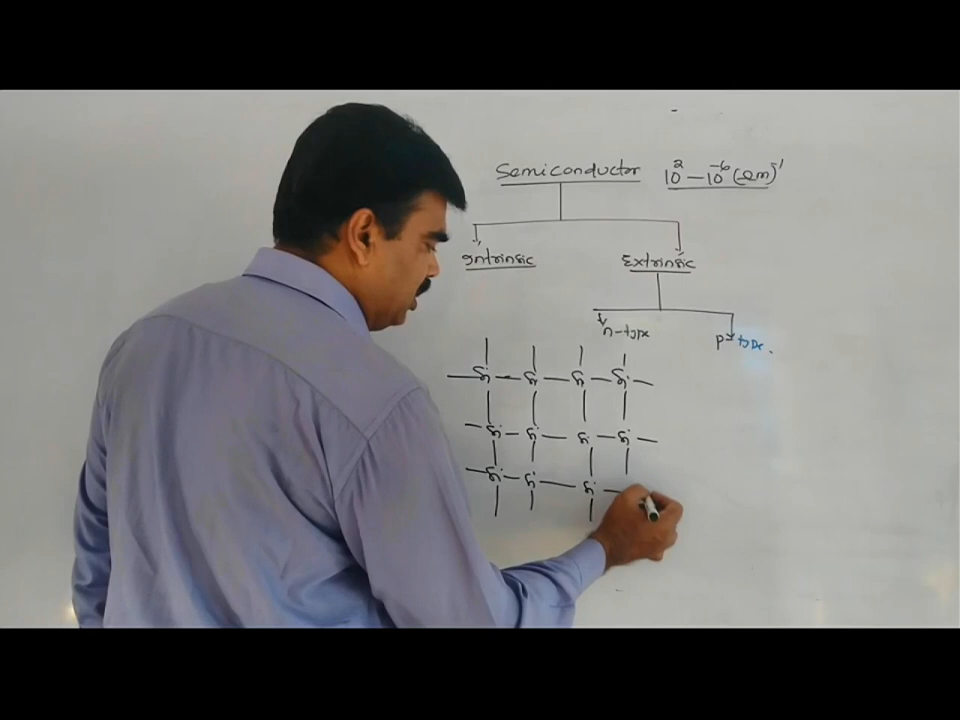 Semiconductor 10² – 10⁻⁶ (Ωm)⁻¹
Intrinsic Extrinsic
n-type p-type.
Si Si Si Si
Si Si Si Si
Si Si Si